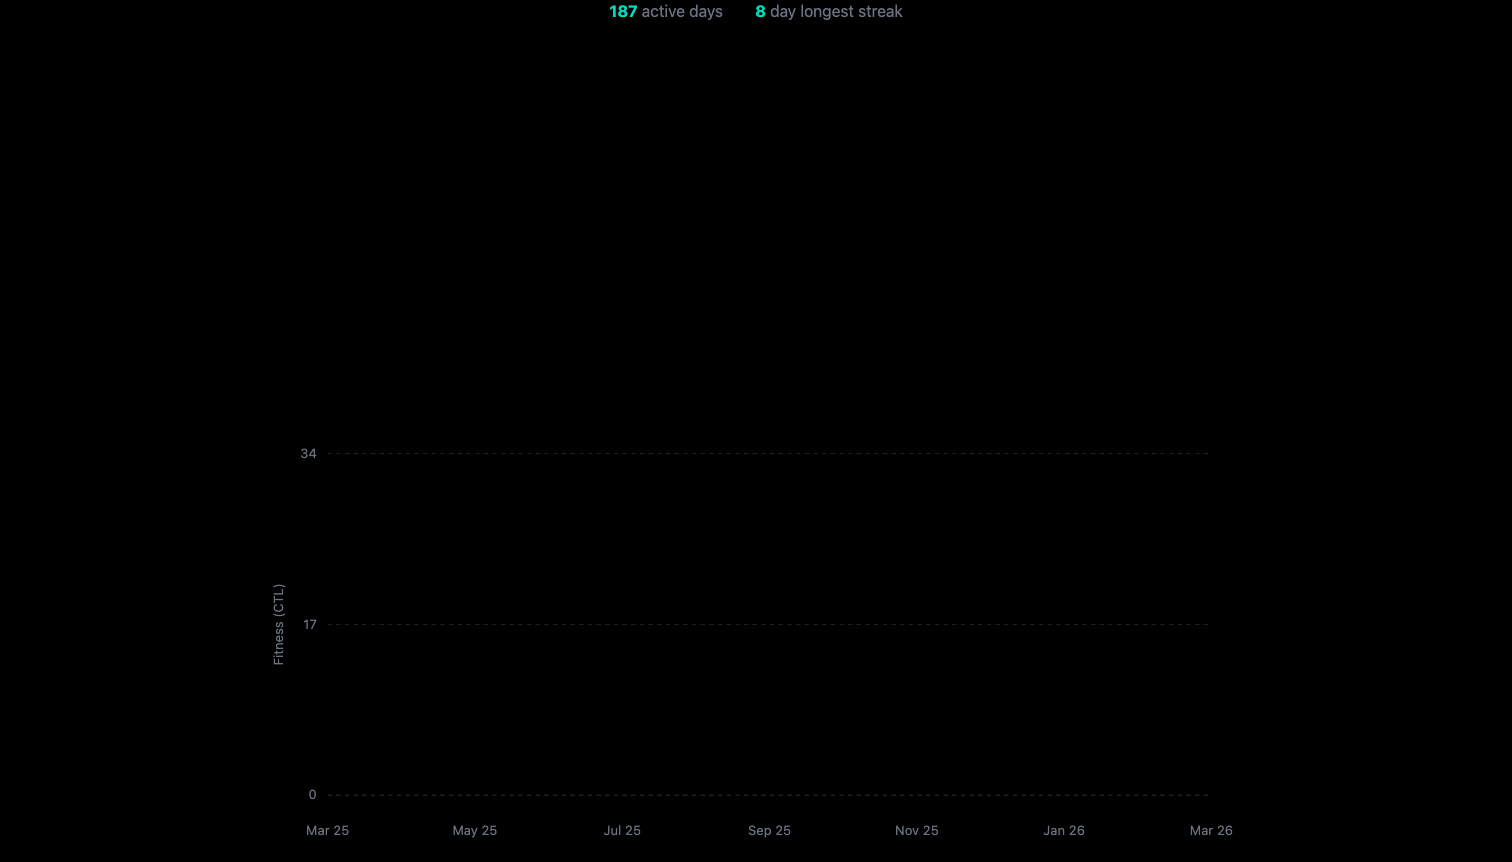 187 active days 8 day longest streak
34
Fitness (CTL)
17
0
Mar 25 May 25 Jul 25 Sep 25 Nov 25 Jan 26 Mar 26